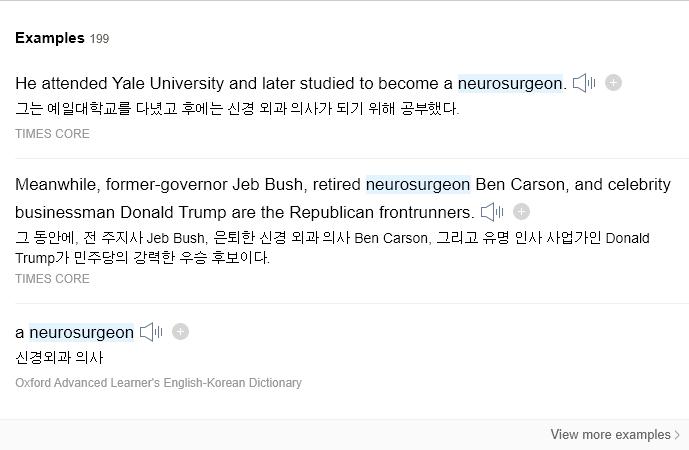 Examples 199
He attended Yale University and later studied to become a neurosurgeon.
그는 예일대학교를 다녔고 후에는 신경 외과 의사가 되기 위해 공부했다.
TIMES CORE
Meanwhile, former-governor Jeb Bush, retired neurosurgeon Ben Carson, and celebrity
businessman Donald Trump are the Republican frontrunners.
그 동안에, 전 주지사 Jeb Bush, 은퇴한 신경 외과 의사 Ben Carson, 그리고 유명 인사 사업가인 Donald
Trump가 민주당의 강력한 우승 후보이다.
TIMES CORE
a neurosurgeon
신경외과 의사
Oxford Advanced Learner's English-Korean Dictionary
View more examples